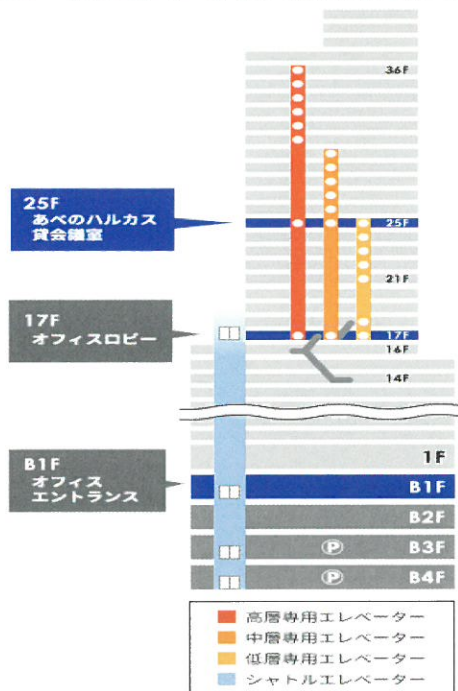 36F
25F
あべのハルカス
貸会議室
25F
21F
17F
オフィスロビー
17F
16F
14F
1F
B1F
オフィス
エントランス
B1F
B2F
P B3F
P B4F
高層専用エレベーター
中層専用エレベーター
低層専用エレベーター
シャトルエレベーター